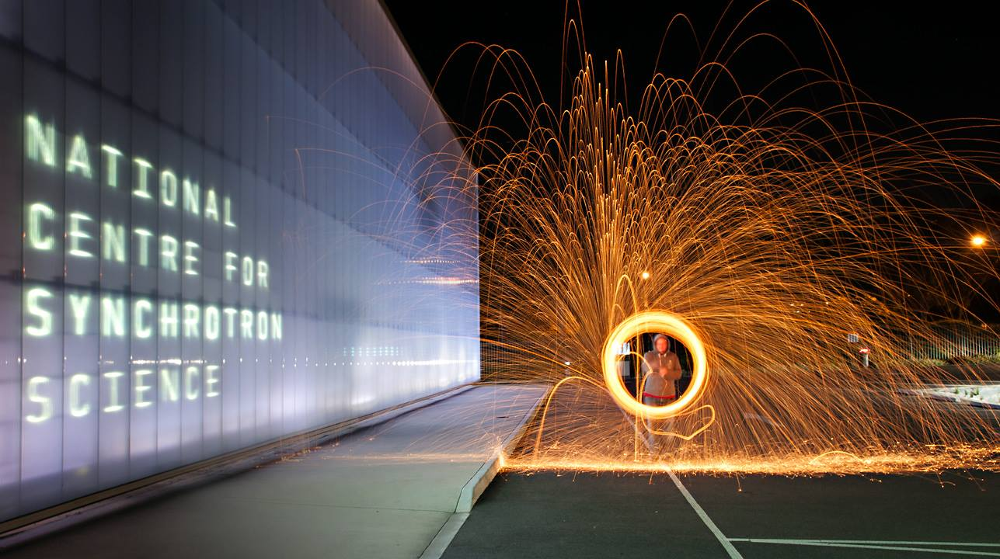 NATIONAL
CENTRE FOR
SYNCHROTRON
SCIENCE